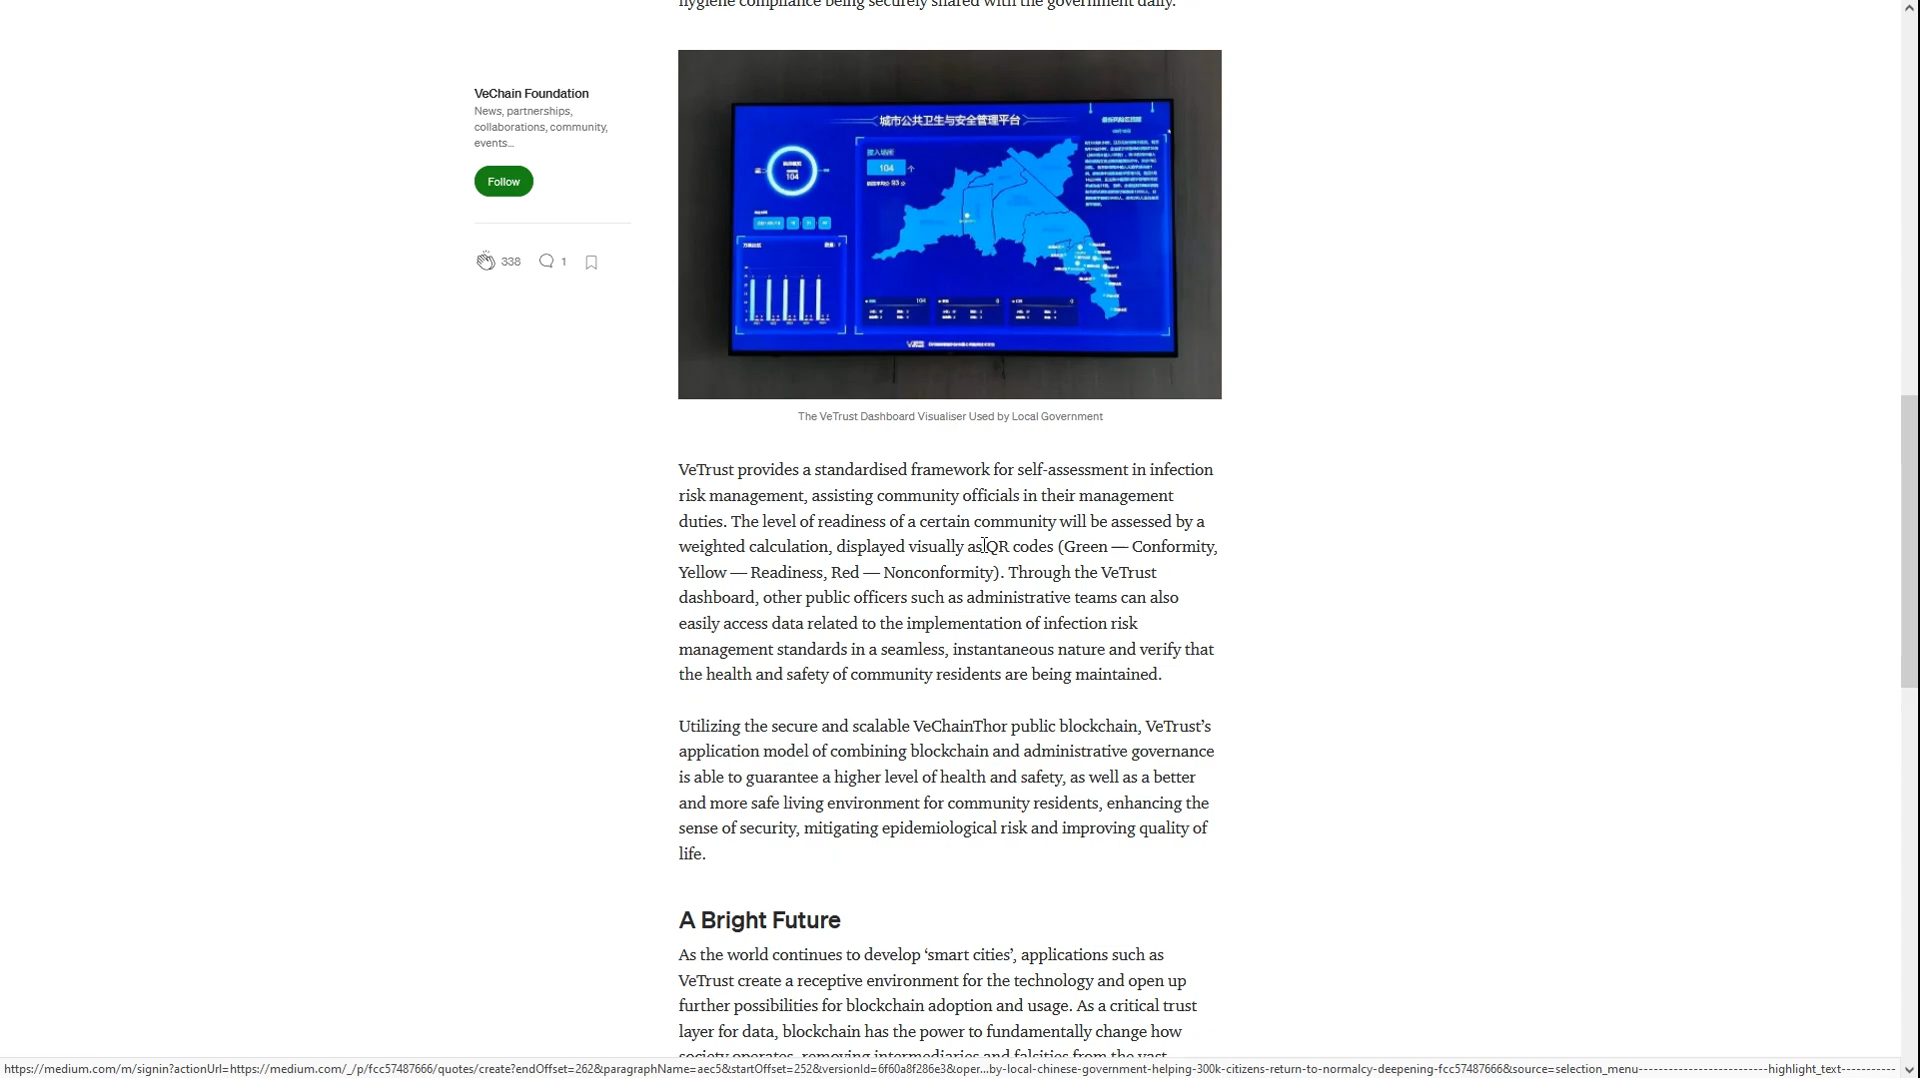 hygiene compliance being securely shared with the government daily.
VeChain Foundation
News, partnerships,
collaborations, community,
events...
Follow
338
1
城市公共卫生与安全管理平台
104
接入场所
104 个
93 分
104
0
0
The VeTrust Dashboard Visualiser Used by Local Government
VeTrust provides a standardised framework for self-assessment in infection
risk management, assisting community officials in their management
duties. The level of readiness of a certain community will be assessed by a
weighted calculation, displayed visually as QR codes (Green — Conformity,
Yellow — Readiness, Red — Nonconformity). Through the VeTrust
dashboard, other public officers such as administrative teams can also
easily access data related to the implementation of infection risk
management standards in a seamless, instantaneous nature and verify that
the health and safety of community residents are being maintained.
Utilizing the secure and scalable VeChainThor public blockchain, VeTrust’s
application model of combining blockchain and administrative governance
is able to guarantee a higher level of health and safety, as well as a better
and more safe living environment for community residents, enhancing the
sense of security, mitigating epidemiological risk and improving quality of
life.
A Bright Future
As the world continues to develop ‘smart cities’, applications such as
VeTrust create a receptive environment for the technology and open up
further possibilities for blockchain adoption and usage. As a critical trust
layer for data, blockchain has the power to fundamentally change how
society operates, removing intermediaries and falsities from the vast
https://medium.com/m/signin?actionUrl=https://medium.com/_/p/fcc57487666/quotes/create?endOffset=262&paragraphName=aec5&startOffset=252&versionId=6f60a8f286e3&oper...by-local-chinese-government-helping-300k-citizens-return-to-normalcy-deepening-fcc57487666&source=selection_menu--------------------------highlight_text-----------